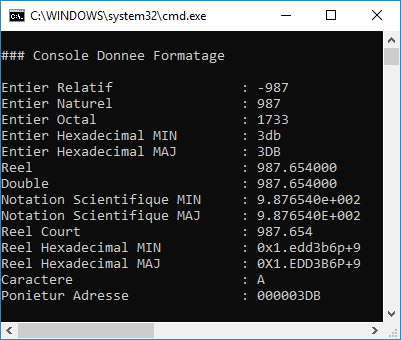 C:\WINDOWS\system32\cmd.exe
### Console Donnee Formatage
Entier Relatif : -987
Entier Naturel : 987
Entier Octal : 1733
Entier Hexadecimal MIN : 3db
Entier Hexadecimal MAJ : 3DB
Reel : 987.654000
Double : 987.654000
Notation Scientifique MIN : 9.876540e+002
Notation Scientifique MAJ : 9.876540E+002
Reel Court : 987.654
Reel Hexadecimal MIN : 0x1.edd3b6p+9
Reel Hexadecimal MAJ : 0X1.EDD3B6P+9
Caractere : A
Ponietur Adresse : 000003DB